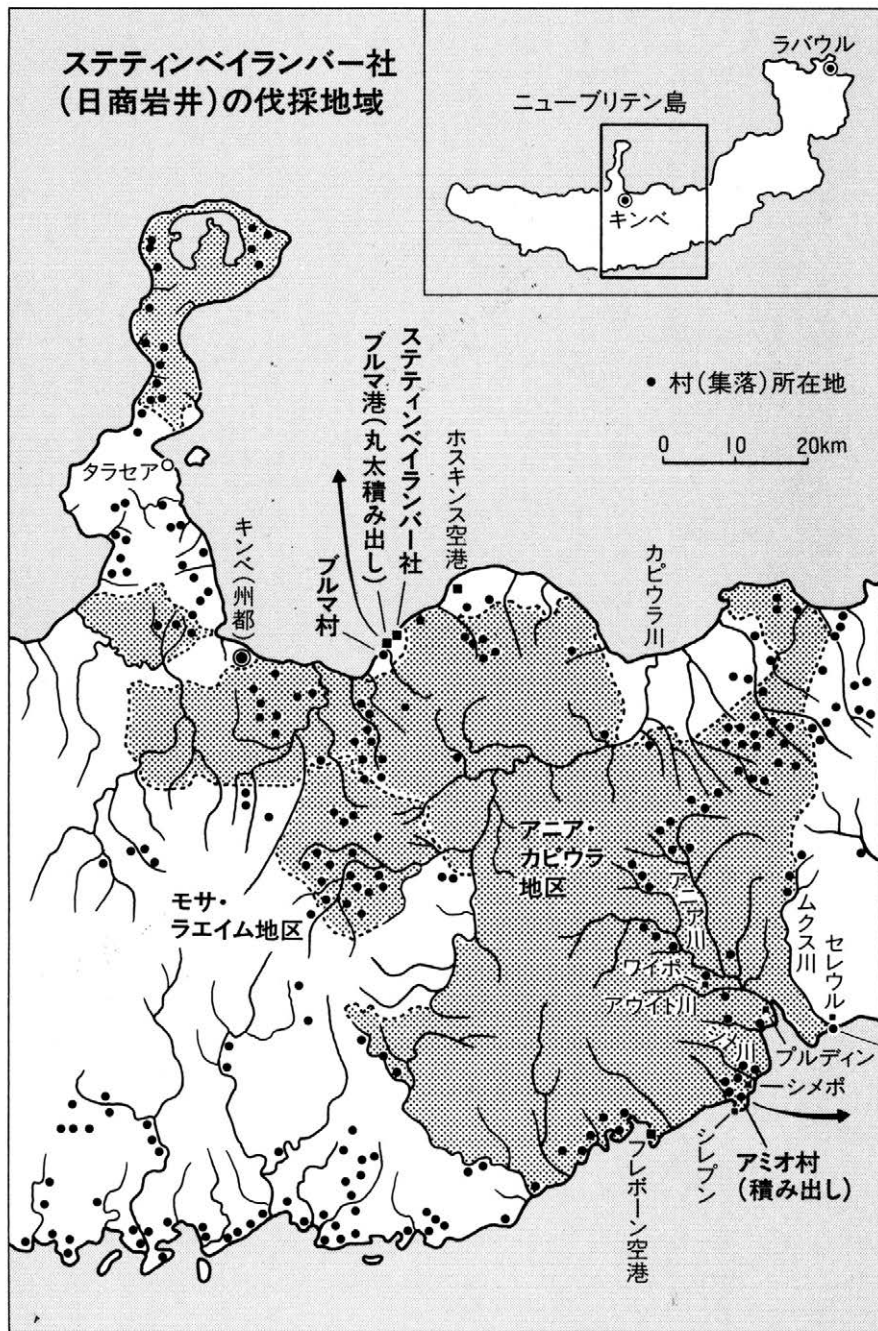 ステティンベイランバー社
(日商岩井)の伐採地域
ラバウル
ニューブリテン島
キンベ
● 村(集落)所在地
0 10 20km
タラセア
キンベ(州都)
ブルマ村
ブルマ港(丸太積み出し)
ステティンベイランバー社
ホスキンス空港
カピウラ川
アニア・
カピウラ
地区
モサ・
ラエイム地区
アニア川
ワイポ
アウイト川
シメ川
ムクス川
セレウル
プルディン
シメポ
シレプン
アミオ村
(積み出し)
フレボーン空港